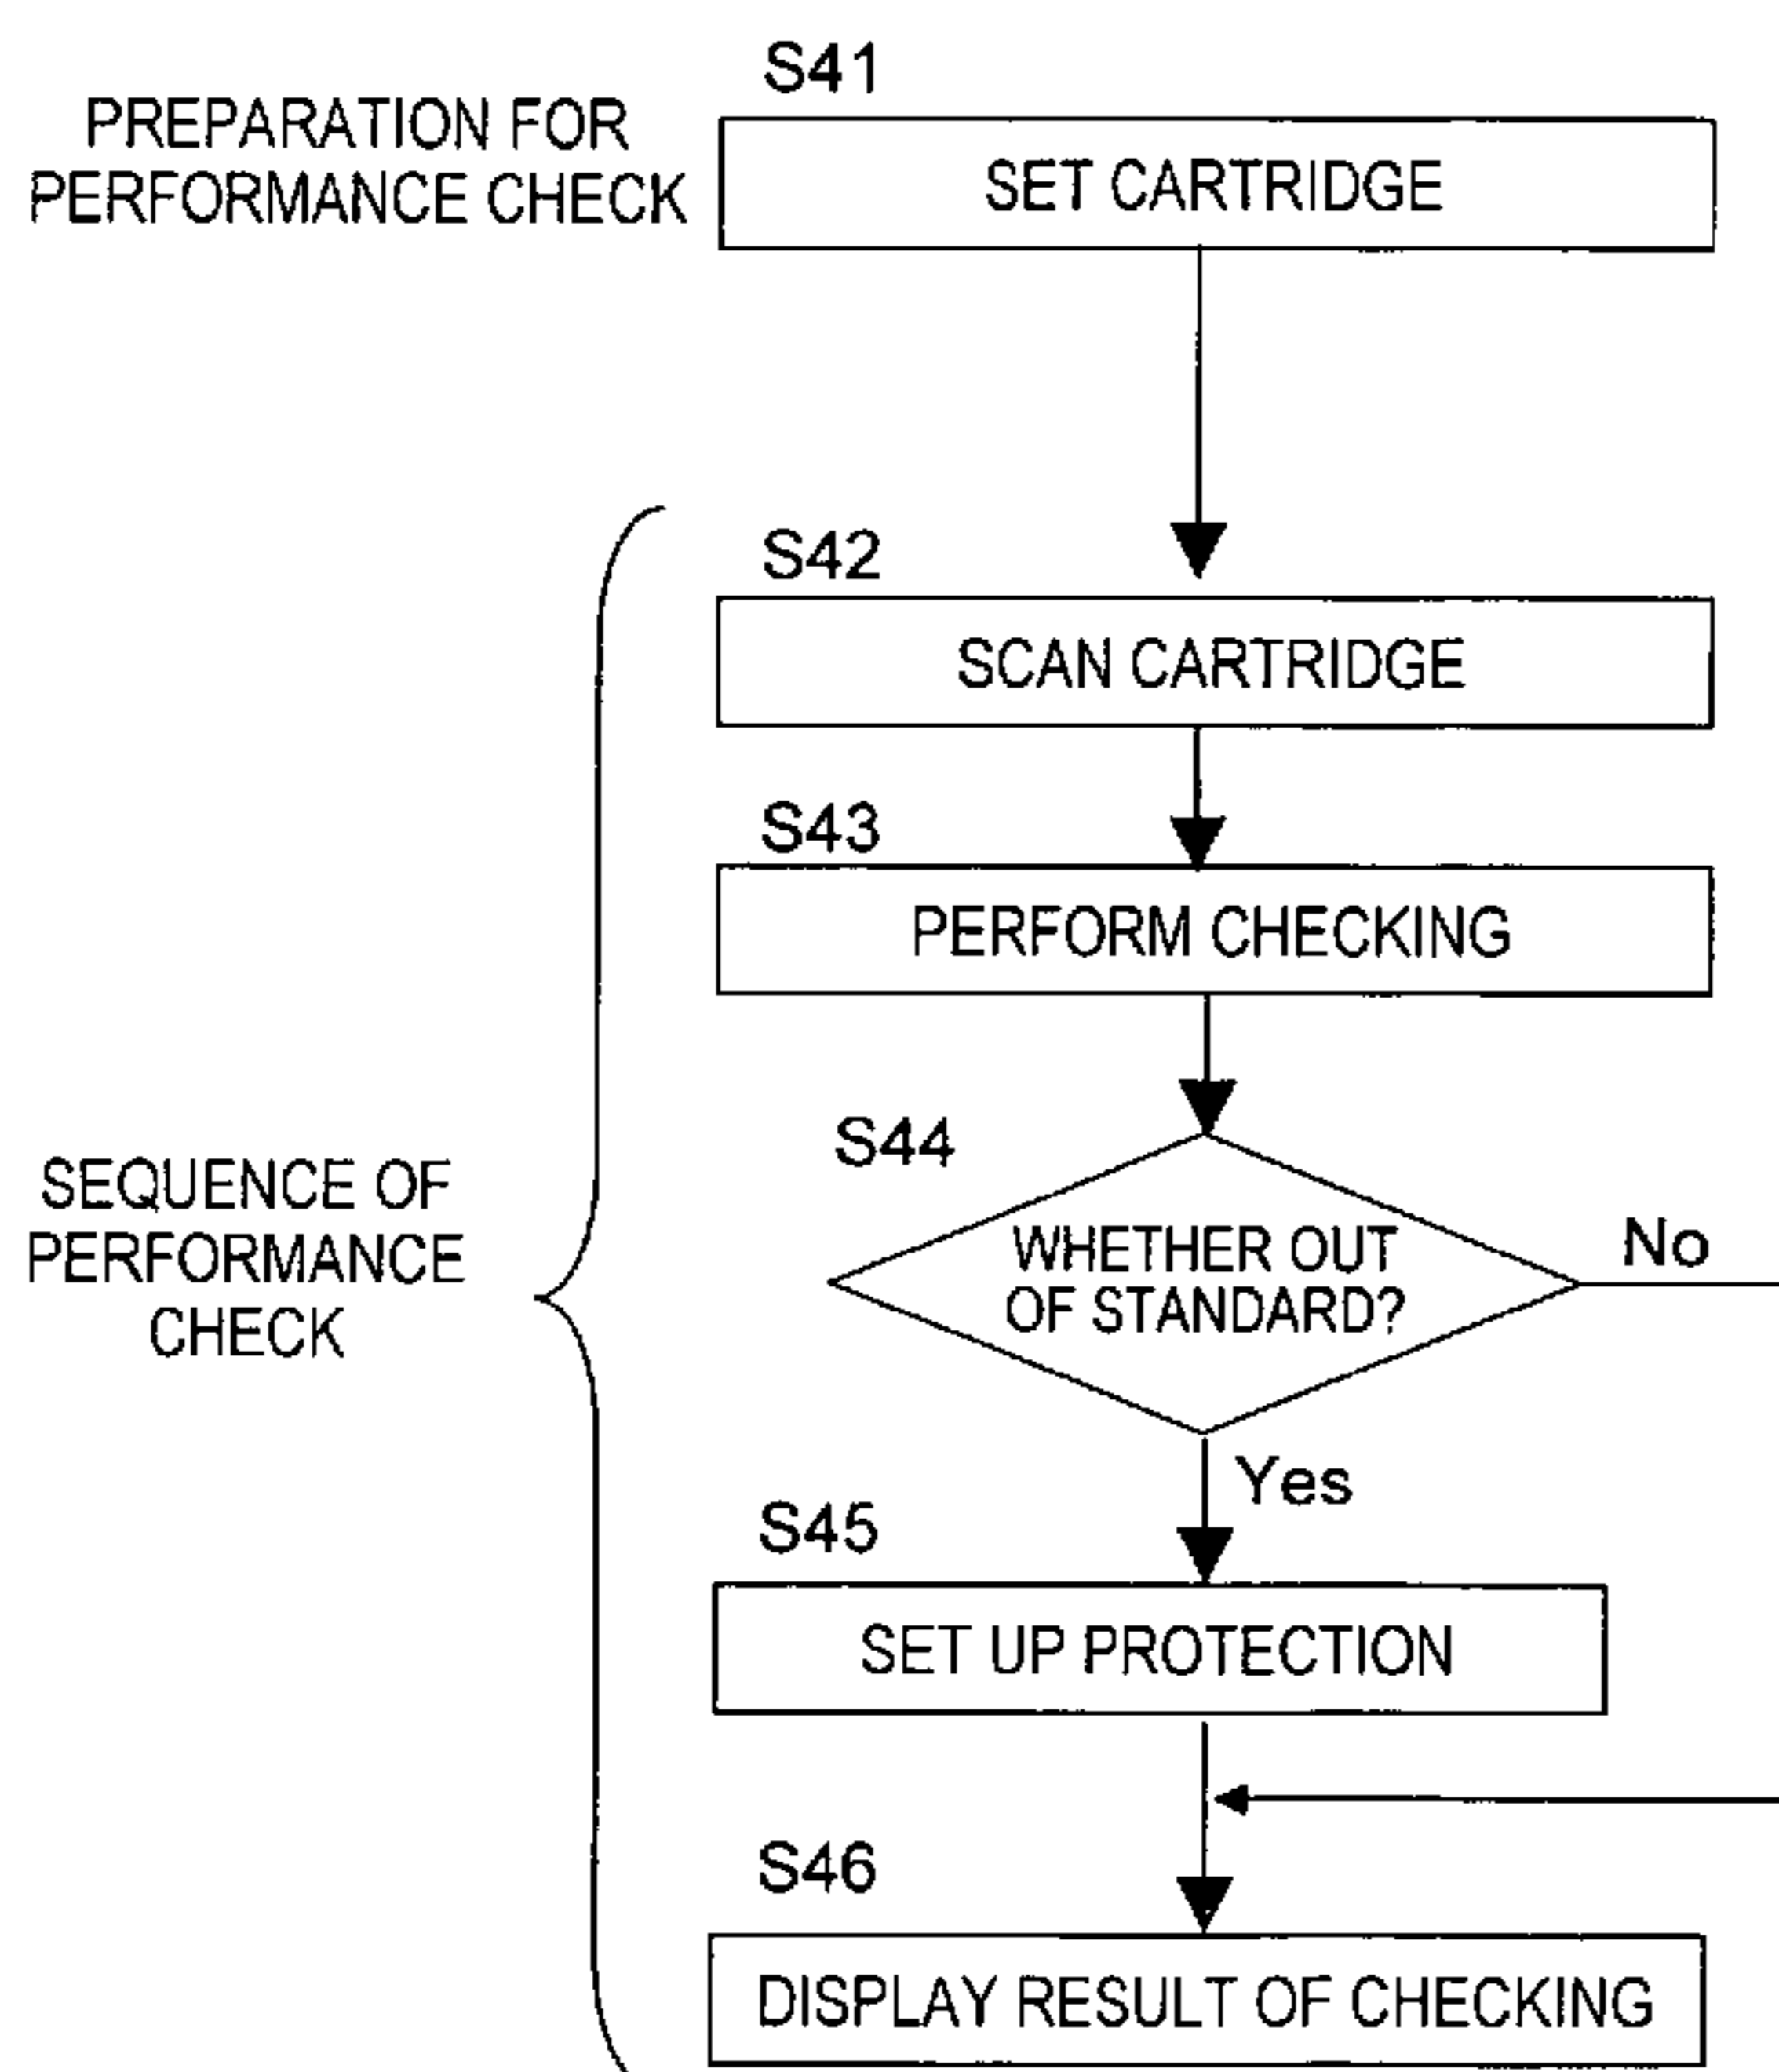 S41
PREPARATION FOR
PERFORMANCE CHECK
SET CARTRIDGE
S42
SCAN CARTRIDGE
S43
PERFORM CHECKING
S44
SEQUENCE OF
PERFORMANCE
CHECK
WHETHER OUT
OF STANDARD?
No
Yes
S45
SET UP PROTECTION
S46
DISPLAY RESULT OF CHECKING